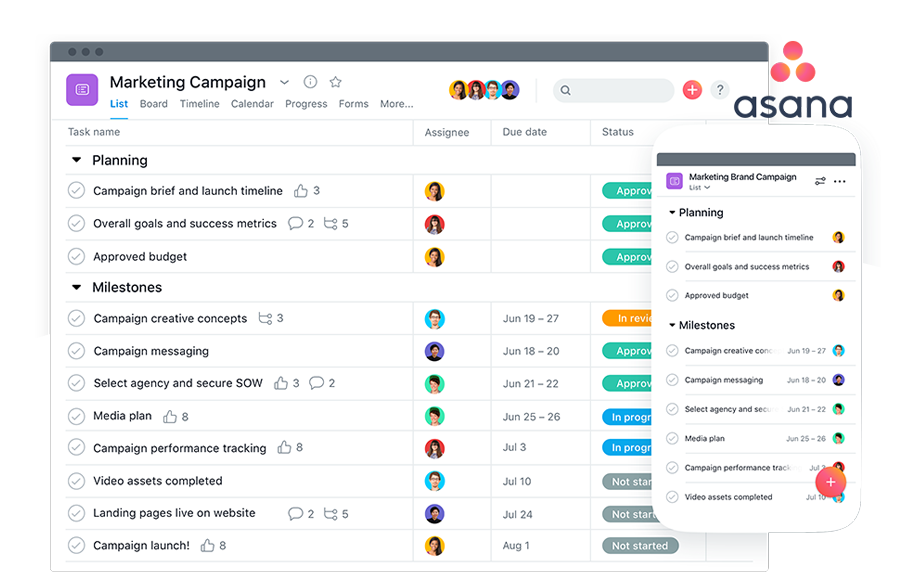 Marketing Campaign
List Board Timeline Calendar Progress Forms More...
?
asana
Task name Assignee Due date Status
Planning
Campaign brief and launch timeline 3 Approv
Overall goals and success metrics 2 5 Approv
Approved budget Approv
Milestones
Campaign creative concepts 3 Jun 19 – 27 In revie
Campaign messaging Jun 18 – 20 Approv
Select agency and secure SOW 3 2 Jun 21 – 22 Approv
Media plan 8 Jun 25 – 26 In progr
Campaign performance tracking 8 Jul 3 In progr
Video assets completed Jul 10 Not star
Landing pages live on website 2 5 Jul 24 Not start
Campaign launch! 8 Aug 1 Not started
Marketing Brand Campaign
List
Planning
Campaign brief and launch timeline
Overall goals and success metrics
Approved budget
Milestones
Campaign creative conc Jun 19 – 27
Campaign messaging Jun 18 – 20
Select agency and secu Jun 21 – 22
Media plan Jun 25 – 26
Campaign performance track Jul 3
Video assets completed Jul 10